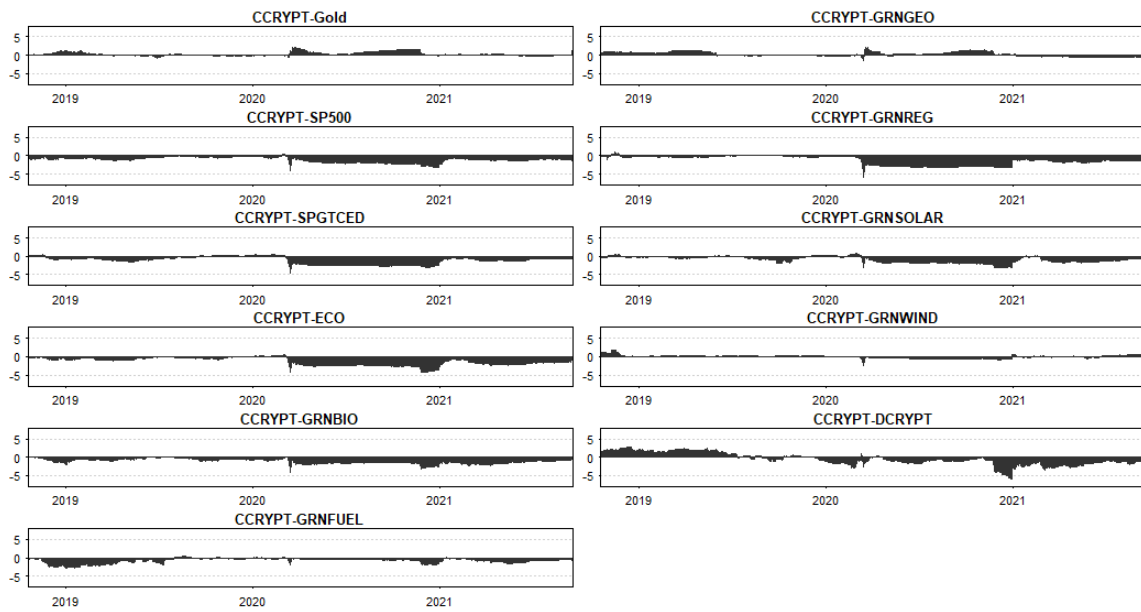 CCRYPT-Gold
5
0
-5
2019 2020 2021
CCRYPT-GRNGEO
5
0
-5
2019 2020 2021
CCRYPT-SP500
5
0
-5
2019 2020 2021
CCRYPT-GRNREG
5
0
-5
2019 2020 2021
CCRYPT-SPGTCED
5
0
-5
2019 2020 2021
CCRYPT-GRNSOLAR
5
0
-5
2019 2020 2021
CCRYPT-ECO
5
0
-5
2019 2020 2021
CCRYPT-GRNWIND
5
0
-5
2019 2020 2021
CCRYPT-GRNBIO
5
0
-5
2019 2020 2021
CCRYPT-DCRYPT
5
0
-5
2019 2020 2021
CCRYPT-GRNFUEL
5
0
-5
2019 2020 2021